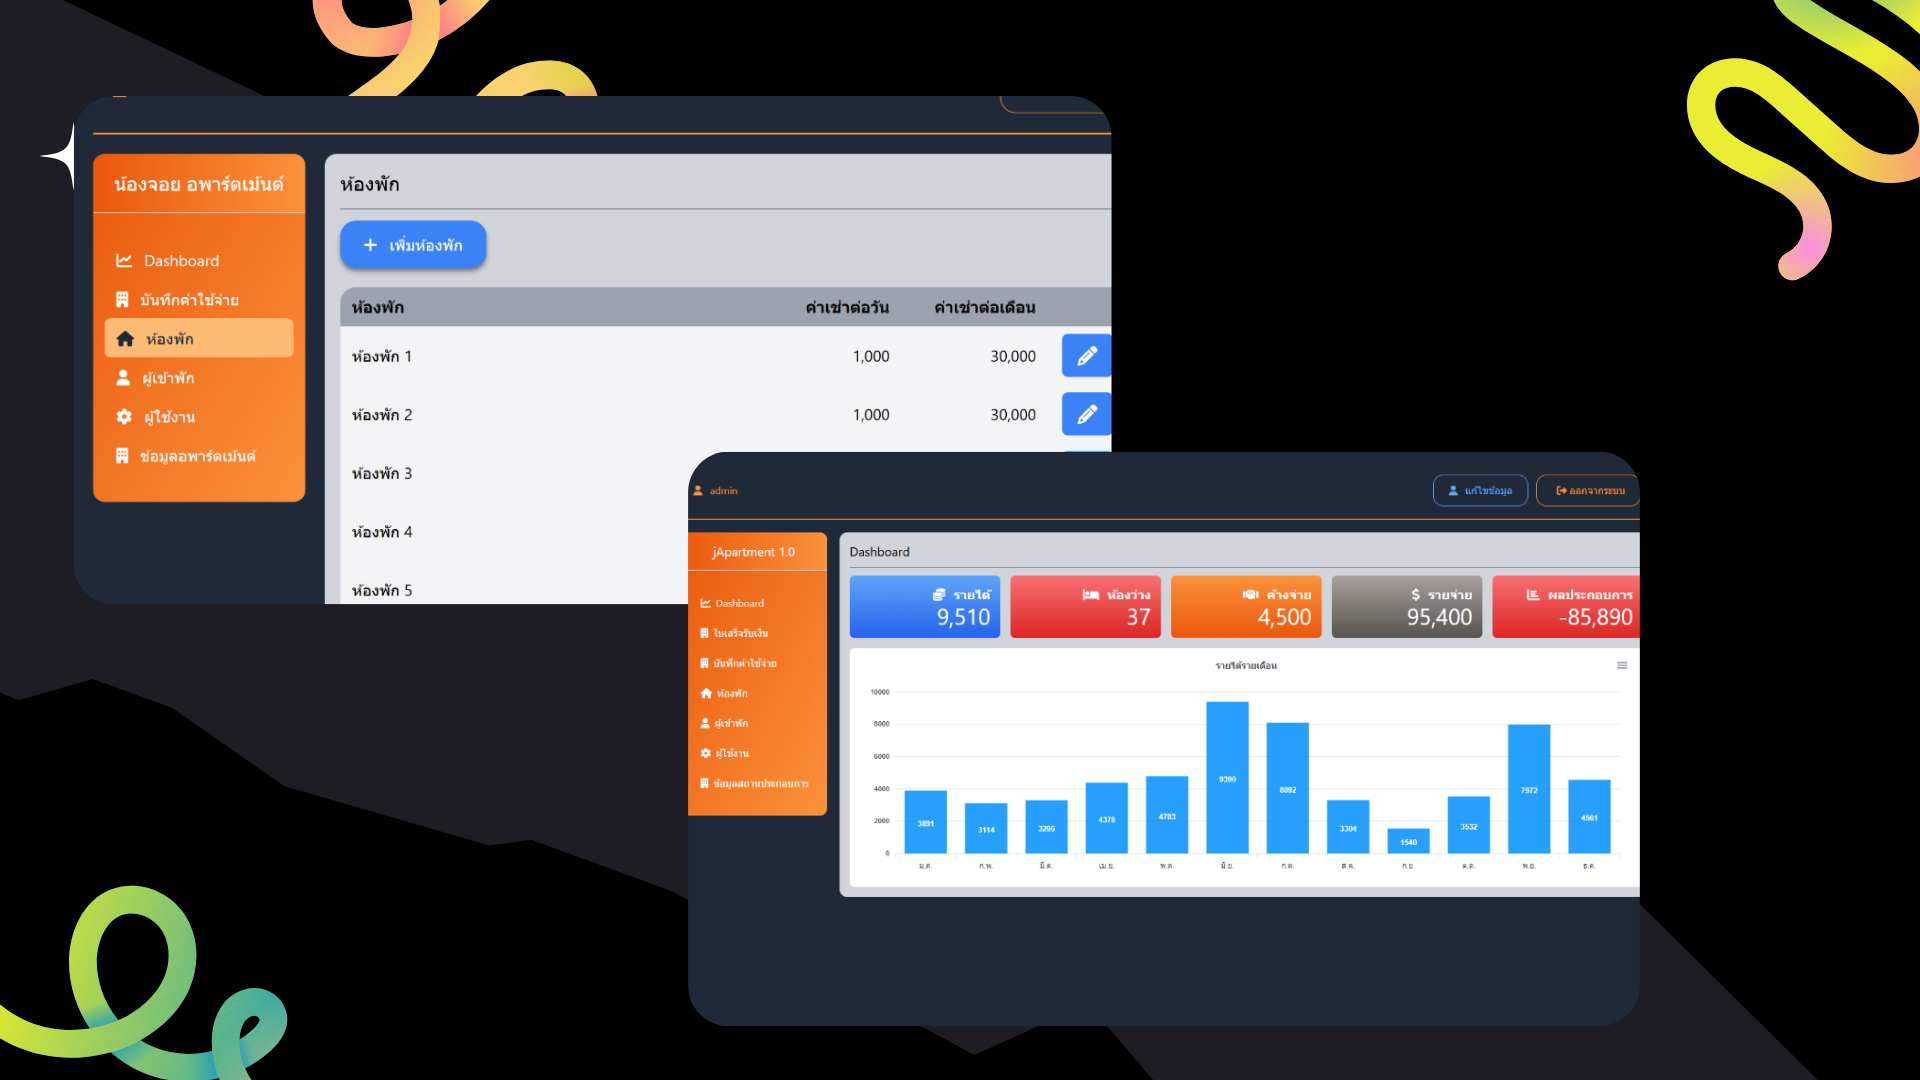 น้องจอย อพาร์ตเม้นต์
Dashboard
บันทึกค่าใช้จ่าย
ห้องพัก
ผู้เข้าพัก
ผู้ใช้งาน
ข้อมูลอพาร์ตเม้นต์
ห้องพัก
+ เพิ่มห้องพัก
ห้องพัก ค่าเช่าต่อวัน ค่าเช่าต่อเดือน
ห้องพัก 1 1,000 30,000
ห้องพัก 2 1,000 30,000
ห้องพัก 3
ห้องพัก 4
ห้องพัก 5
admin แก้ไขข้อมูล ออกจากระบบ
jApartment 1.0
Dashboard
ใบเสร็จรับเงิน
บันทึกค่าใช้จ่าย
ห้องพัก
ผู้เข้าพัก
ผู้ใช้งาน
ข้อมูลสถานประกอบการ
Dashboard
รายได้ ห้องว่าง ค้างจ่าย $ รายจ่าย ผลประกอบการ
9,510 37 4,500 95,400 -85,890
รายได้รายเดือน
10000
8000
6000
4000
2000
0
3891 3114 3296 4378 4783 9390 8092 3304 1540 3532 7972 4561
ม.ค. ก.พ. มี.ค. เม.ย. พ.ค. มิ.ย. ก.ค. ส.ค. ก.ย. ต.ค. พ.ย. ธ.ค.